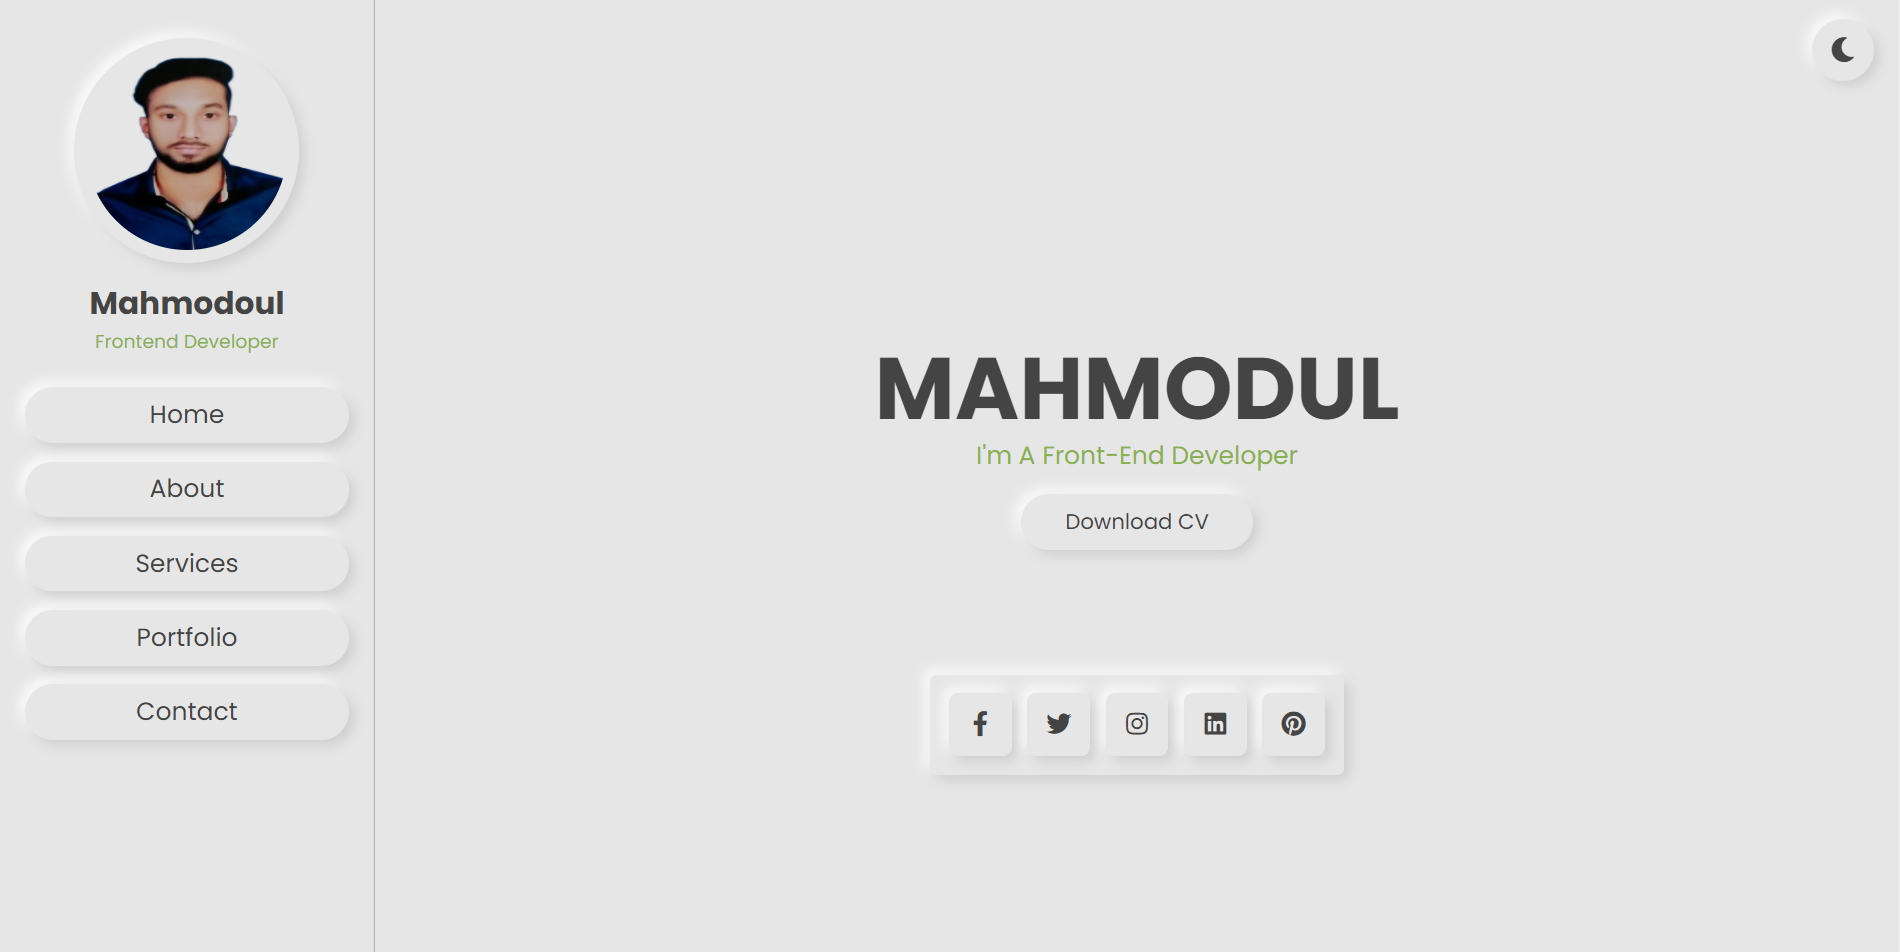 Mahmodoul
Frontend Developer
Home
About
Services
Portfolio
Contact
MAHMODUL
I'm A Front-End Developer
Download CV